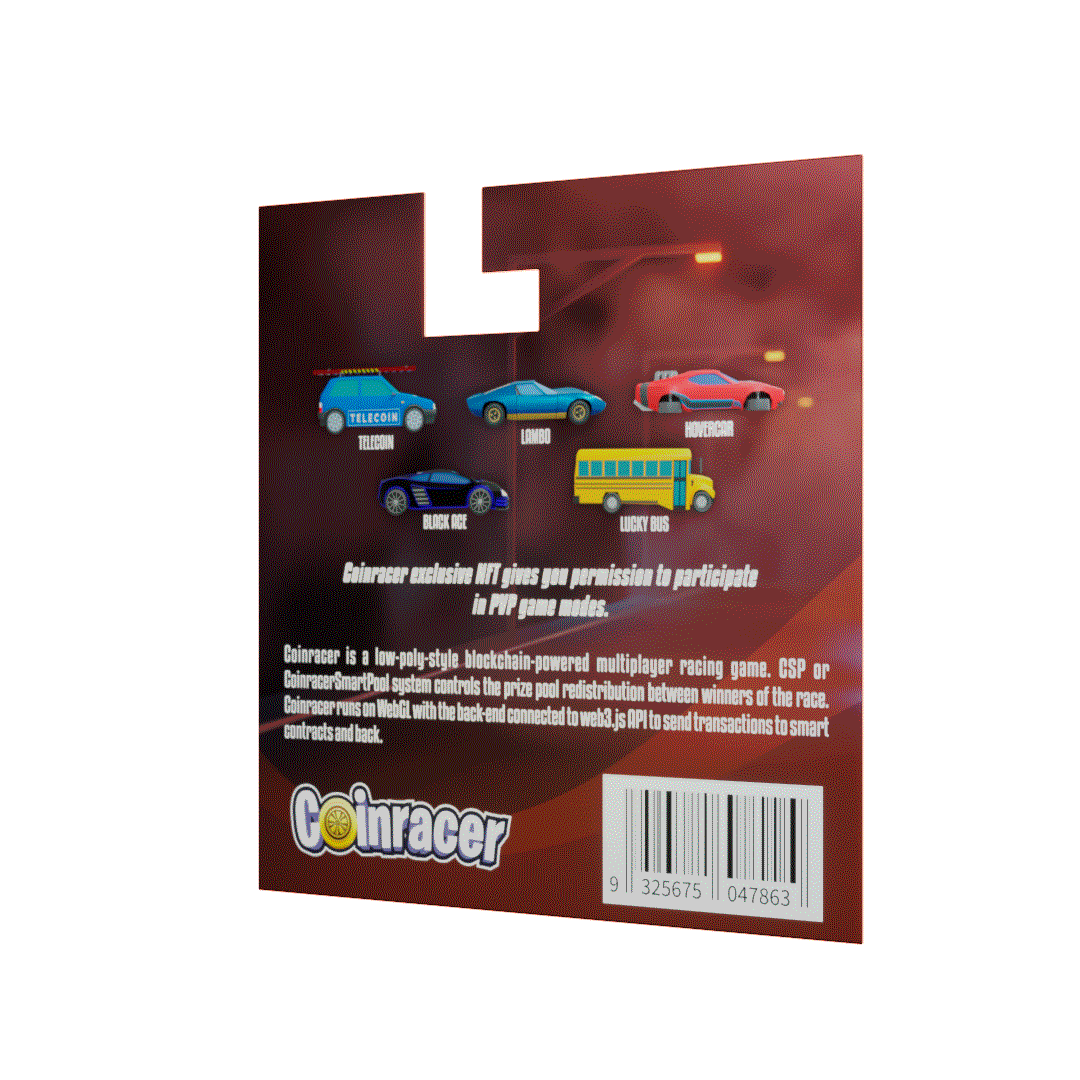 TELECOIN
TELECOIN
LAMBO
HOVERCAR
BLACK ACE
LUCKY BUS
Coinracer exclusive NFT gives you permission to participate
in PVP game modes.
Coinracer is a low-poly-style blockchain-powered multiplayer racing game. CSP or
CoinracerSmartPool system controls the prize pool redistribution between winners of the race.
Coinracer runs on WebGL with the back-end connected to web3.js API to send transactions to smart
contracts and back.
Coinracer
9 325675 047863